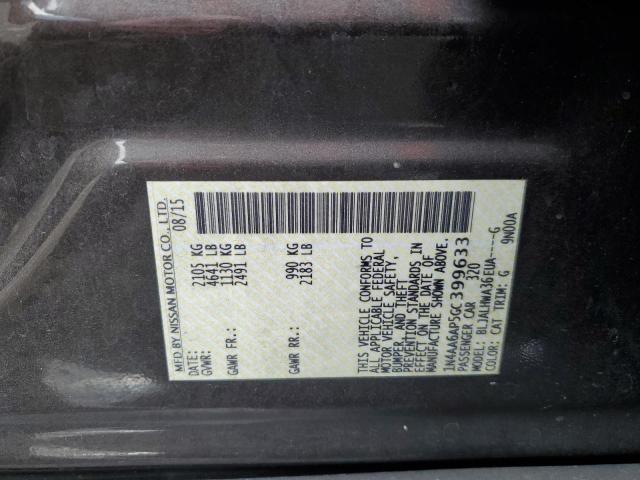 MFD BY NISSAN MOTOR CO., LTD.
DATE: 08/15
GVWR: 2105 KG
4641 LB
GAWR FR.: 1130 KG
2491 LB
GAWR RR.: 990 KG
2183 LB
THIS VEHICLE CONFORMS TO
ALL APPLICABLE FEDERAL
MOTOR VEHICLE SAFETY,
BUMPER, AND THEFT
PREVENTION STANDARDS IN
EFFECT ON THE DATE OF
MANUFACTURE SHOWN ABOVE.
1N4AA6AP5GC399633
PASSENGER CAR 320
MODEL: BLJALHWA36EUA-----G
COLOR: CAT TRIM: G 9N00A